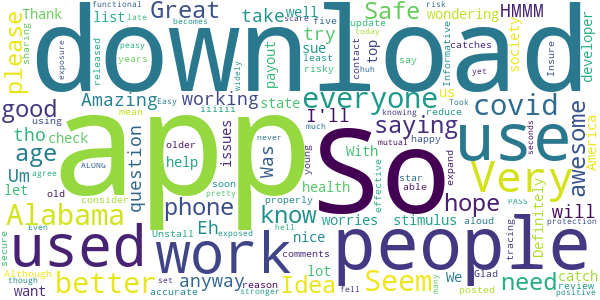 download
app
So
people
used
work
use
Very
everyone
covid
Alabama
better
Seem
phone
know
hope
need
age
Um
good
Safe
Great
take
try
please
list
Thank
sharing
Amazing
working
saying
I'll
Was
question
issues
Eh
anyway
Idea
tho
check
help
let
want
nice
lot
worries
stimulus
health
state
With
payout
sue
top
well
wondering
HMMM
society
us
awesome
developer
America
will
catch
Definitely
tracing
posted
We
Glad
review
positive
expand
aloud
star
able
young
happy
mutual
much
never
knowing
reduce
seconds
Took
PASS
protection
yet
Informative
Insure
catches
risky
least
say
contact
huh
today
widely
update
five
scare
risk
becomes
late
functional
released
exposure
years
Easy
peasy
mean
using
iiiiii
older
old
consider
ALONG
agree
secure
Even
Although
though
set
accurate
reason
stronger
hell
fell
comments
exposed
pretty
Unstall
soon
properly
effective
many